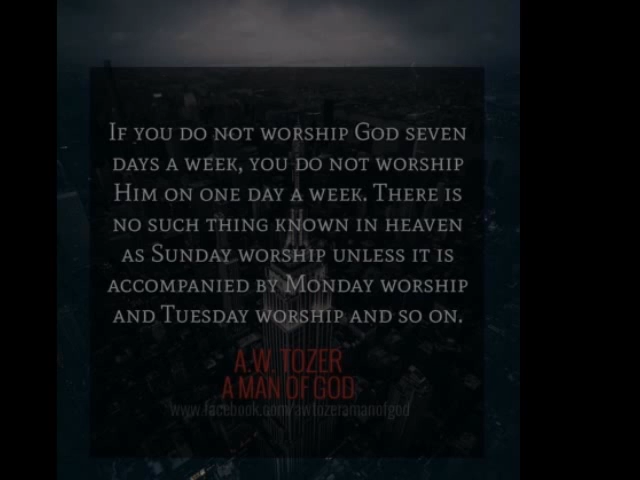 If you do not worship God seven
days a week, you do not worship
Him on one day a week. There is
no such thing known in heaven
as Sunday worship unless it is
accompanied by Monday worship
and Tuesday worship and so on.
A.W. TOZER
A MAN OF GOD
www.facebook.com/awtozeramanofgod